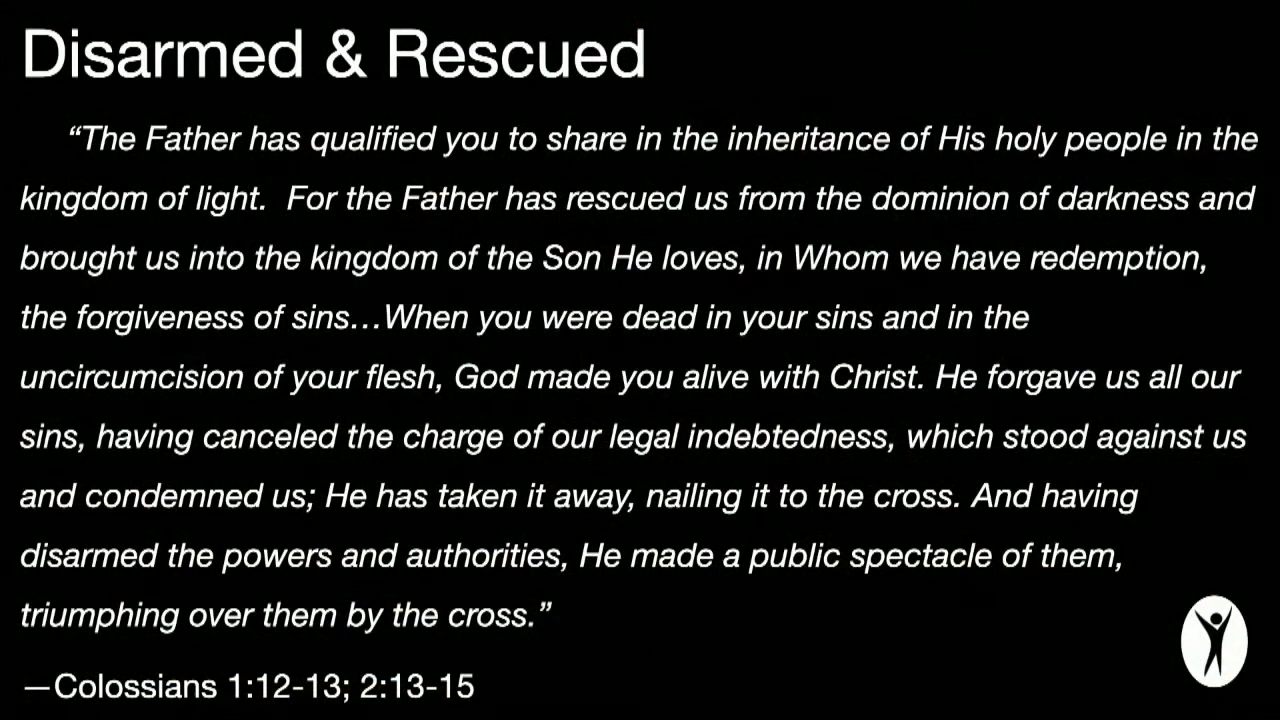 Disarmed & Rescued
“The Father has qualified you to share in the inheritance of His holy people in the
kingdom of light.  For the Father has rescued us from the dominion of darkness and
brought us into the kingdom of the Son He loves, in Whom we have redemption,
the forgiveness of sins…When you were dead in your sins and in the
uncircumcision of your flesh, God made you alive with Christ. He forgave us all our
sins, having canceled the charge of our legal indebtedness, which stood against us
and condemned us; He has taken it away, nailing it to the cross. And having
disarmed the powers and authorities, He made a public spectacle of them,
triumphing over them by the cross.”
—Colossians 1:12-13; 2:13-15